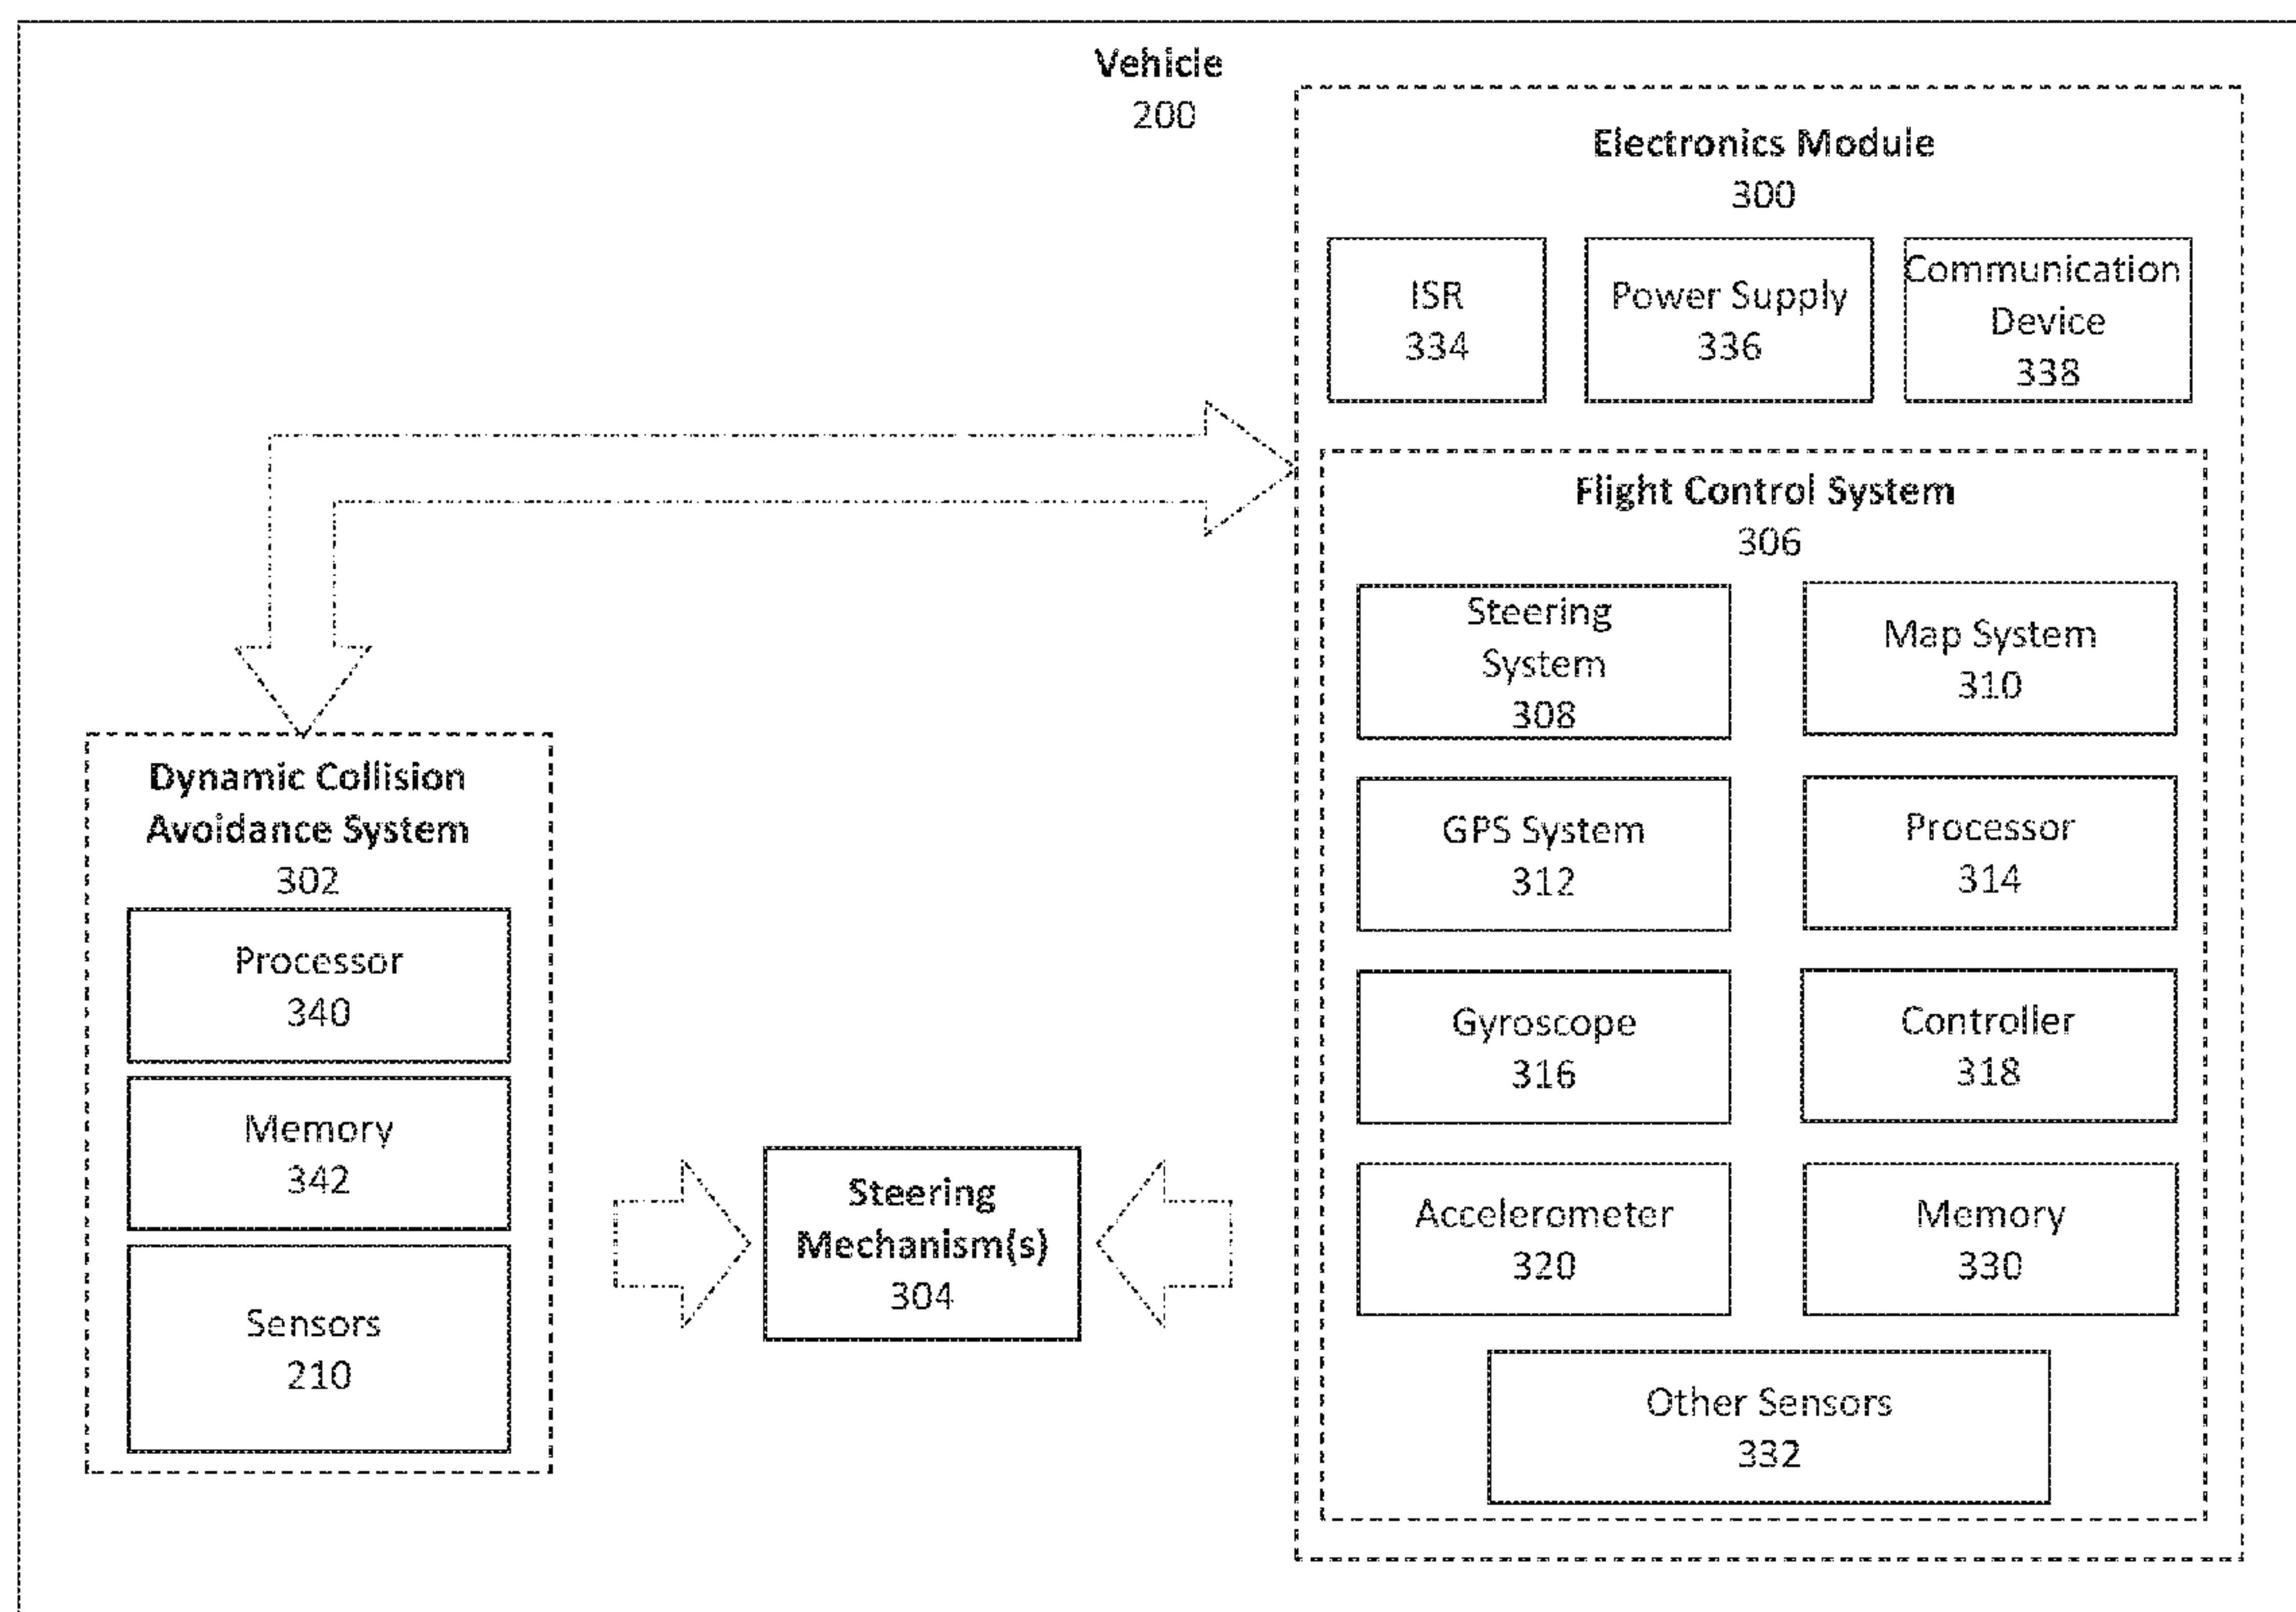 Vehicle
200
Electronics Module
300
ISR
334
Power Supply
336
Communication
Device
338
Flight Control System
306
Steering
System
308
Map System
310
GPS System
312
Processor
314
Gyroscope
316
Controller
318
Accelerometer
320
Memory
330
Other Sensors
332
Dynamic Collision
Avoidance System
302
Processor
340
Memory
342
Sensors
210
Steering
Mechanism(s)
304